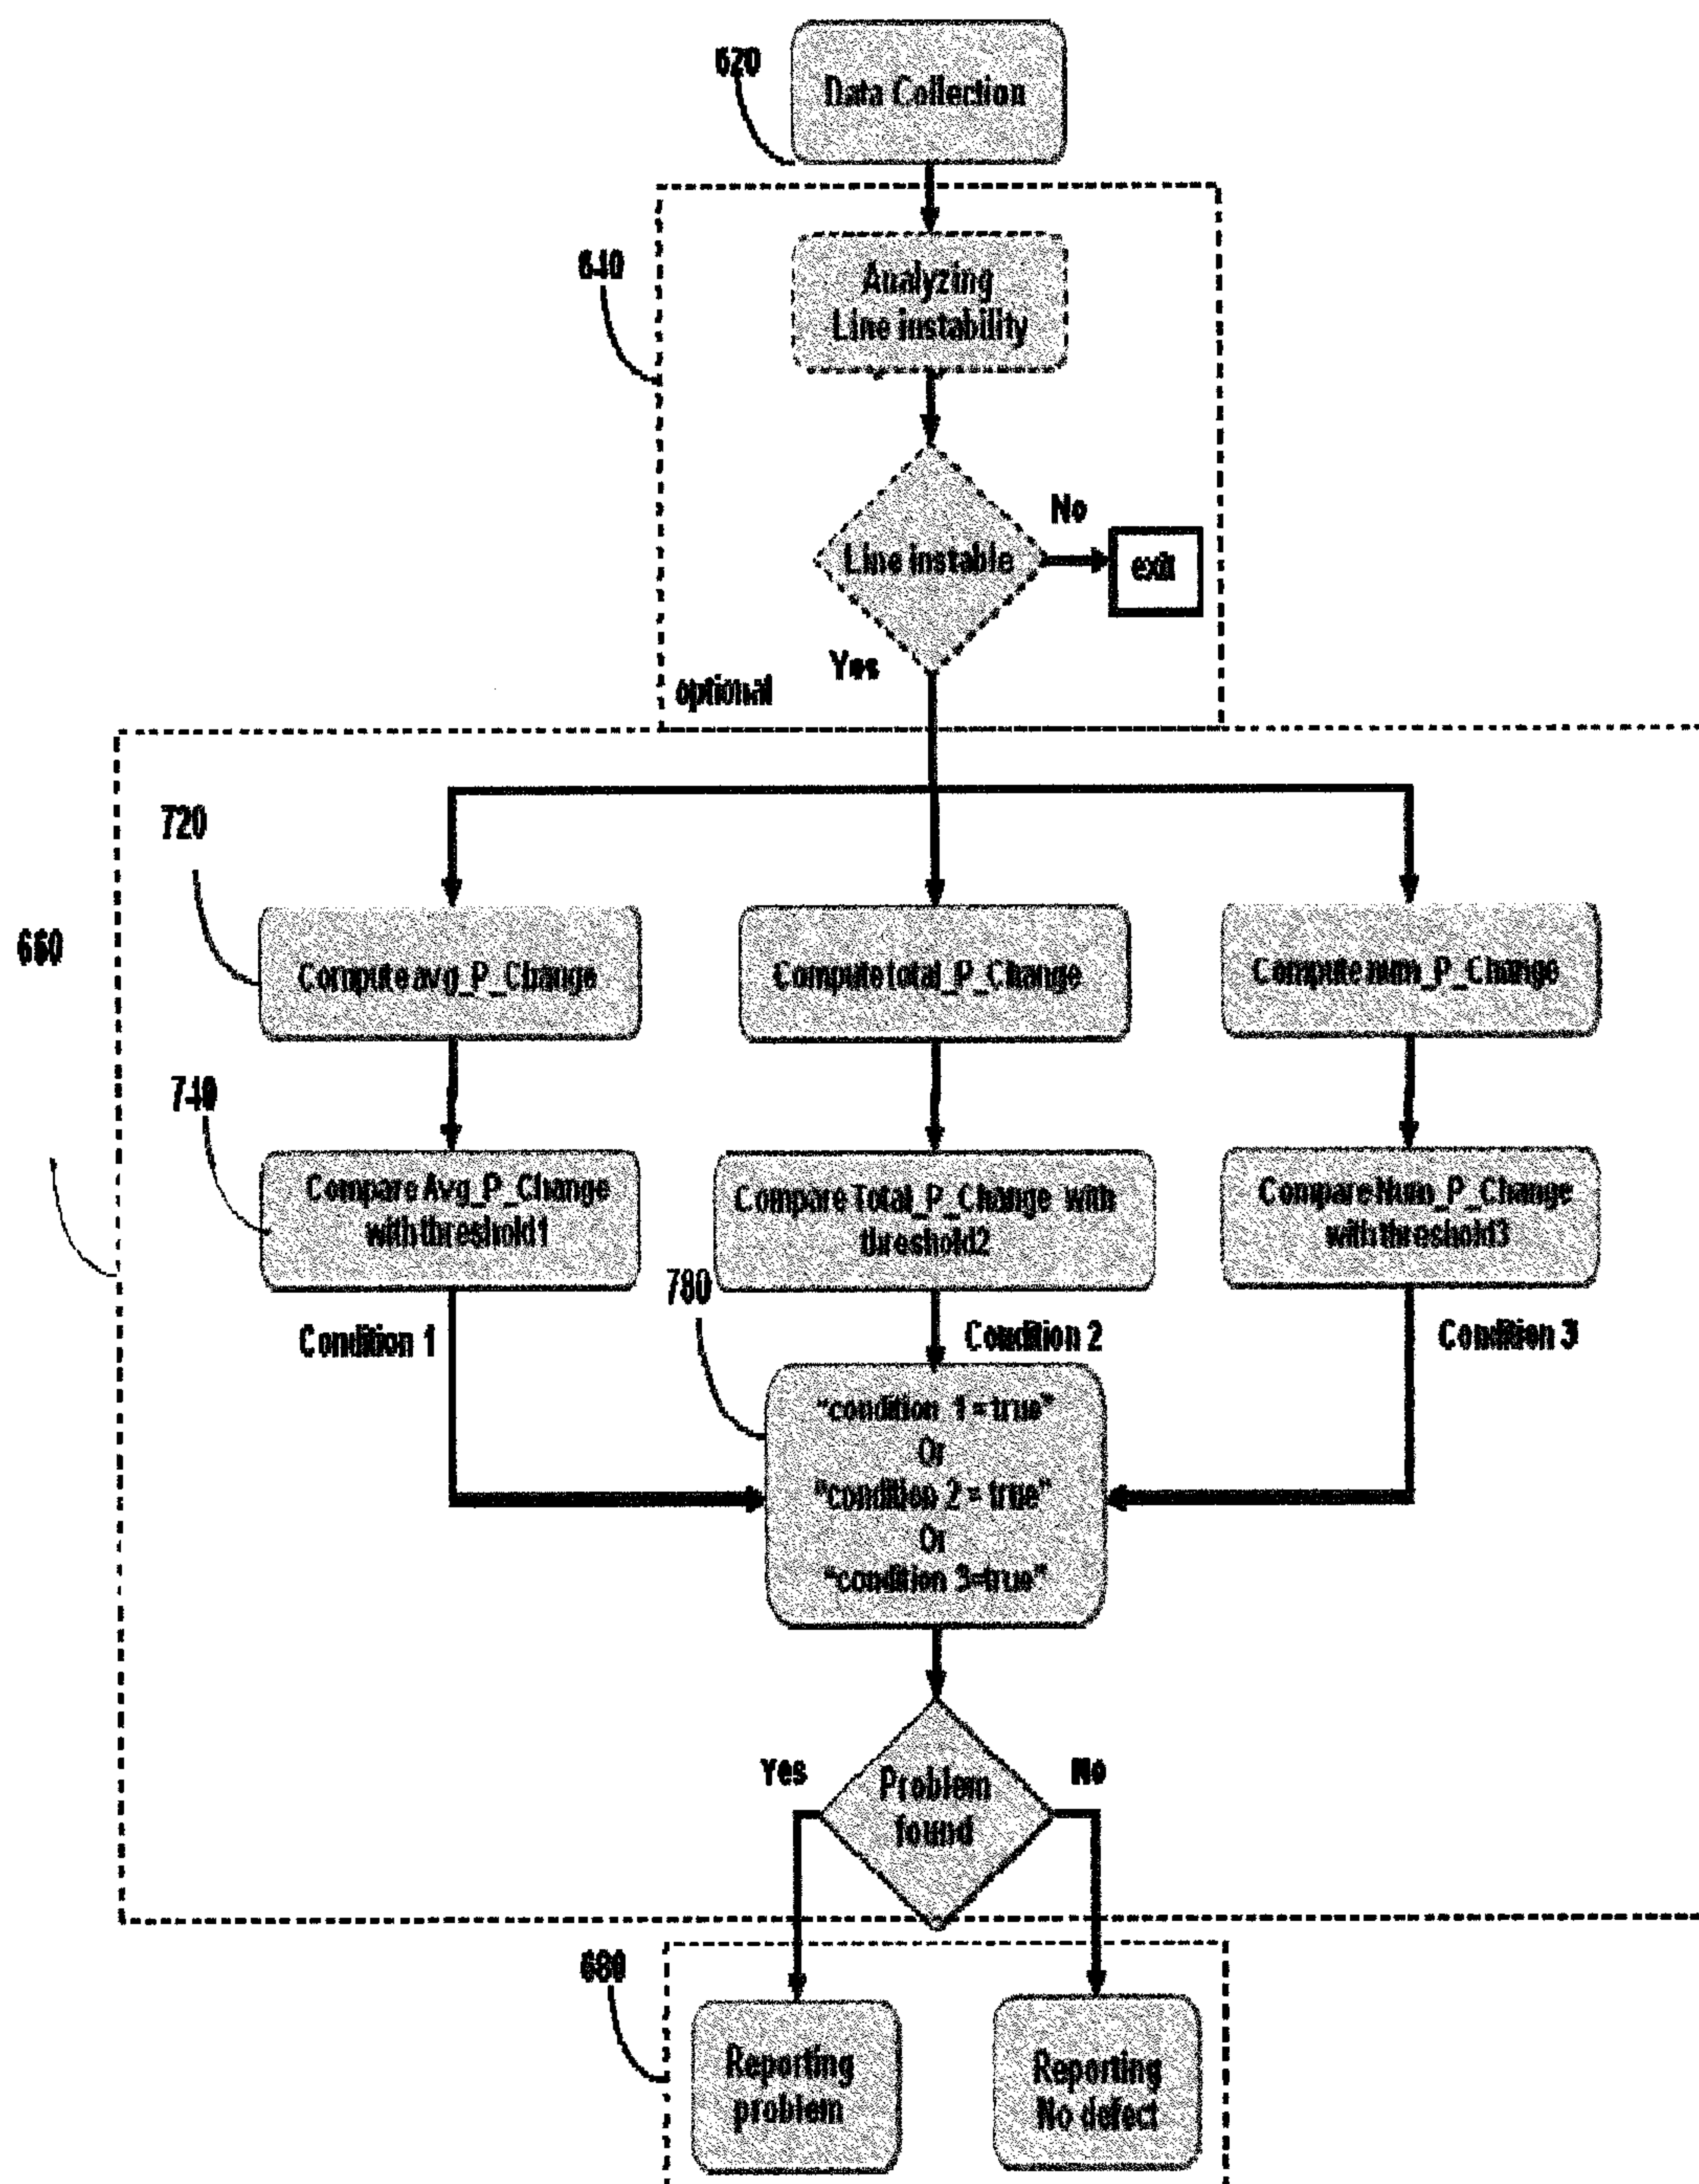 620
Data Collection
640
Analyzing
Line instability
Line instable
No
exit
Yes
optional
660
720
Compute avg_P_Change
Compute total_P_Change
Compute num_P_Change
740
Compare Avg_P_Change
with threshold1
Compare Total_P_Change with
threshold2
Compare Num_P_Change
with threshold3
780
Condition 1
Condition 2
Condition 3
"condition 1 = true"
Or
"condition 2 = true"
Or
"condition 3=true"
Yes
Problem
found
No
680
Reporting
problem
Reporting
No defect